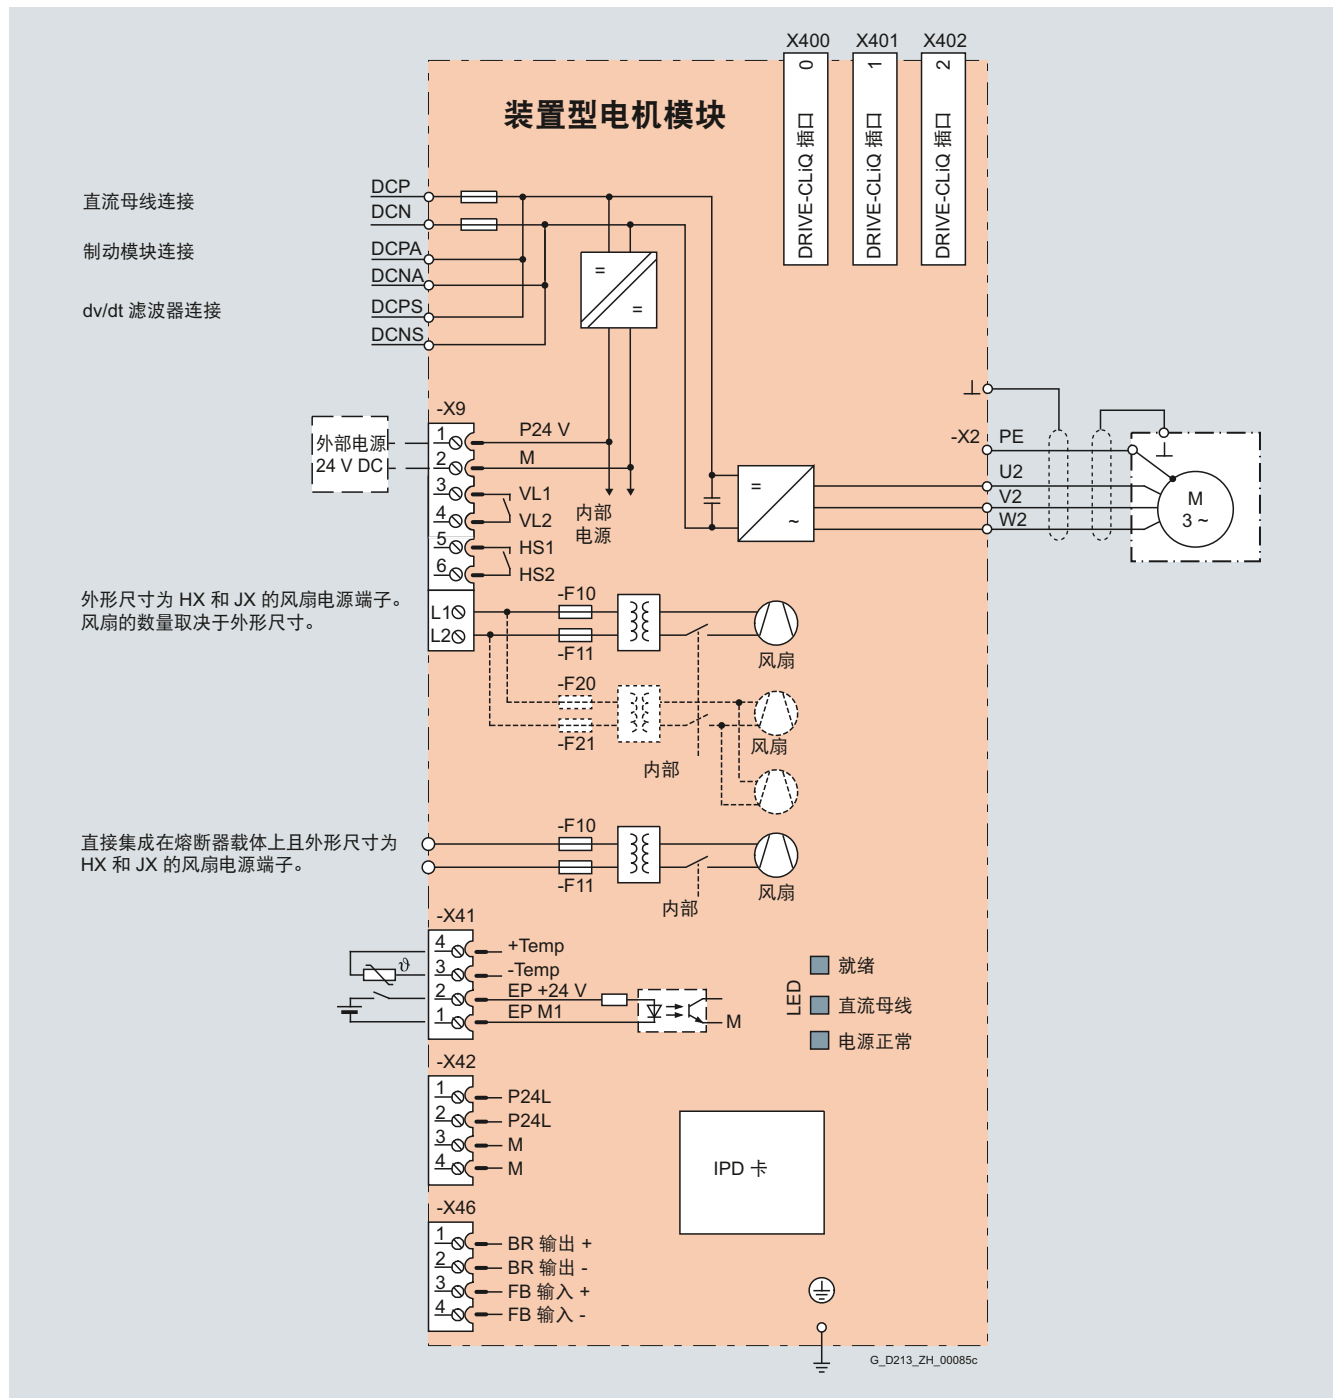 X400 X401 X402
0 1 2
DRIVE-CLiQ 插口
DRIVE-CLiQ 插口
DRIVE-CLiQ 插口
装置型电机模块
直流母线连接
DCP
DCN
制动模块连接
DCPA
DCNA
dv/dt 滤波器连接
DCPS
DCNS
=
=
-X9
外部电源
24 V DC
1 P24 V
2 M
3 VL1
4 VL2
5 HS1
6 HS2
内部
电源
=
~
-X2 PE
U2
V2
W2
M
3 ~
外形尺寸为 HX 和 JX 的风扇电源端子。
风扇的数量取决于外形尺寸。
L1
L2
-F10
-F11
风扇
-F20
-F21
风扇
内部
直接集成在熔断器载体上且外形尺寸为
HX 和 JX 的风扇电源端子。
-F10
-F11
风扇
内部
-X41
4 +Temp
3 -Temp
2 EP +24 V
1 EP M1
ϑ
M
LED
就绪
直流母线
电源正常
-X42
1 P24L
2 P24L
3 M
4 M
IPD 卡
-X46
1 BR 输出 +
2 BR 输出 -
3 FB 输入 +
4 FB 输入 -
G_D213_ZH_00085c